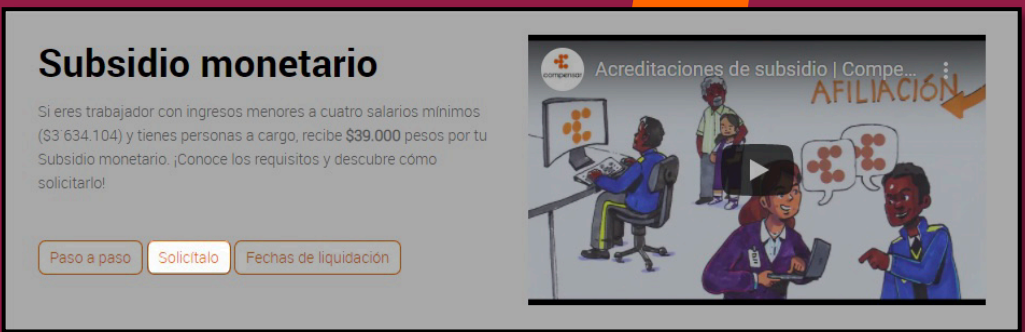 Subsidio monetario
Si eres trabajador con ingresos menores a cuatro salarios mínimos
($3´634.104) y tienes personas a cargo, recibe $39.000 pesos por tu
Subsidio monetario. ¡Conoce los requisitos y descubre cómo
solicitarlo!
Paso a paso
Solicítalo
Fechas de liquidación
compensar
Acreditaciones de subsidio | Compe...
AFILIACIÓN